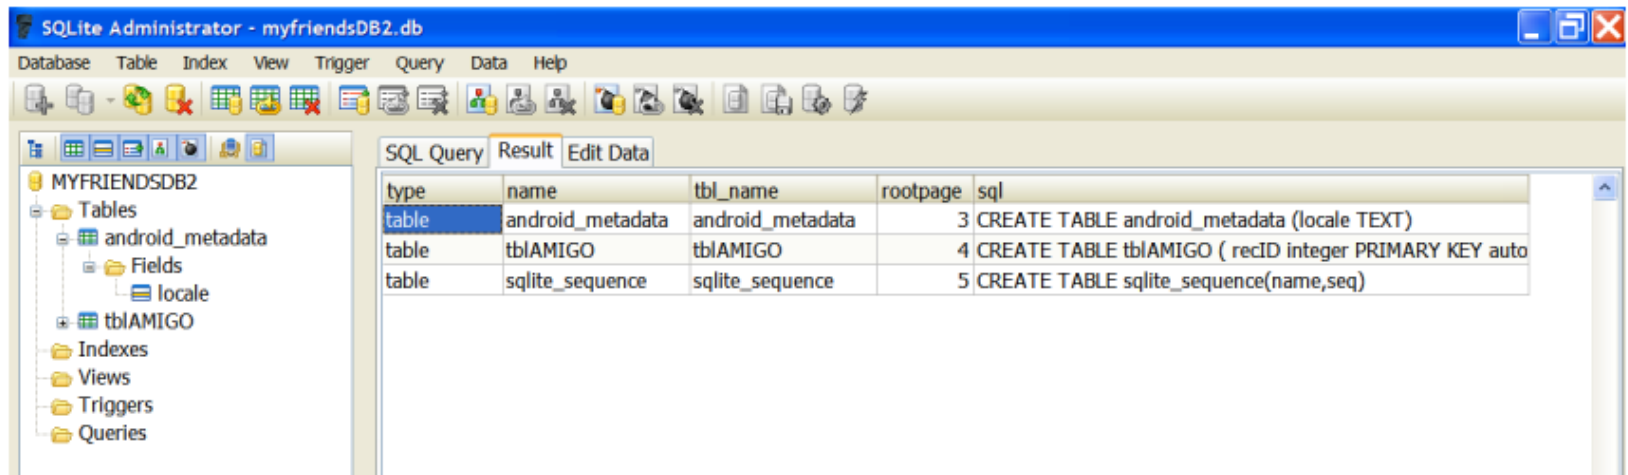 SQLite Administrator - myfriendsDB2.db
Database Table Index View Trigger Query Data Help
SQL Query Result Edit Data
MYFRIENDSDB2
Tables
android_metadata
Fields
locale
tblAMIGO
Indexes
Views
Triggers
Queries
type name tbl_name rootpage sql
table android_metadata android_metadata 3 CREATE TABLE android_metadata (locale TEXT)
table tblAMIGO tblAMIGO 4 CREATE TABLE tblAMIGO ( recID integer PRIMARY KEY auto
table sqlite_sequence sqlite_sequence 5 CREATE TABLE sqlite_sequence(name,seq)